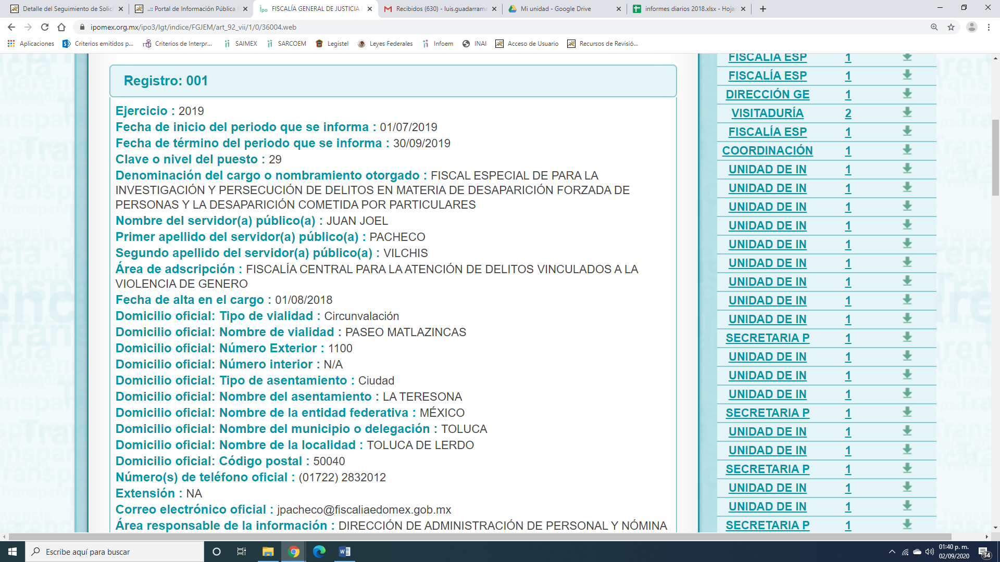 Detalle del Seguimiento de Solici
..:: Portal de Información Pública
FISCALÍA GENERAL DE JUSTICIA
Recibidos (630) - luis.guadarrama
Mi unidad - Google Drive
informes diarios 2018.xlsx - Hoja
ipomex.org.mx/ipo3/lgt/indice/FGJEM/art_92_vii/1/0/36004.web
Aplicaciones
Criterios emitidos p...
Criterios de Interpr...
SAIMEX
SARCOEM
Legistel
Leyes Federales
Infoem
INAI
Acceso de Usuario
Recursos de Revisió...
Registro: 001
Ejercicio : 2019
Fecha de inicio del periodo que se informa : 01/07/2019
Fecha de término del periodo que se informa : 30/09/2019
Clave o nivel del puesto : 29
Denominación del cargo o nombramiento otorgado : FISCAL ESPECIAL DE PARA LA
INVESTIGACIÓN Y PERSECUCIÓN DE DELITOS EN MATERIA DE DESAPARICIÓN FORZADA DE
PERSONAS Y LA DESAPARICIÓN COMETIDA POR PARTICULARES
Nombre del servidor(a) público(a) : JUAN JOEL
Primer apellido del servidor(a) público(a) : PACHECO
Segundo apellido del servidor(a) público(a) : VILCHIS
Área de adscripción : FISCALÍA CENTRAL PARA LA ATENCIÓN DE DELITOS VINCULADOS A LA
VIOLENCIA DE GENERO
Fecha de alta en el cargo : 01/08/2018
Domicilio oficial: Tipo de vialidad : Circunvalación
Domicilio oficial: Nombre de vialidad : PASEO MATLAZINCAS
Domicilio oficial: Número Exterior : 1100
Domicilio oficial: Número interior : N/A
Domicilio oficial: Tipo de asentamiento : Ciudad
Domicilio oficial: Nombre del asentamiento : LA TERESONA
Domicilio oficial: Nombre de la entidad federativa : MÉXICO
Domicilio oficial: Nombre del municipio o delegación : TOLUCA
Domicilio oficial: Nombre de la localidad : TOLUCA DE LERDO
Domicilio oficial: Código postal : 50040
Número(s) de teléfono oficial : (01722) 2832012
Extensión : NA
Correo electrónico oficial : jpacheco@fiscaliaedomex.gob.mx
Área responsable de la información : DIRECCIÓN DE ADMINISTRACIÓN DE PERSONAL Y NÓMINA
FISCALÍA ESP 1
FISCALÍA ESP 1
DIRECCIÓN GE 1
VISITADURÍA 2
FISCALÍA ESP 1
COORDINACIÓN 1
UNIDAD DE IN 1
UNIDAD DE IN 1
UNIDAD DE IN 1
UNIDAD DE IN 1
UNIDAD DE IN 1
UNIDAD DE IN 1
UNIDAD DE IN 1
UNIDAD DE IN 1
UNIDAD DE IN 1
SECRETARIA P 1
UNIDAD DE IN 1
UNIDAD DE IN 1
UNIDAD DE IN 1
SECRETARIA P 1
UNIDAD DE IN 1
UNIDAD DE IN 1
SECRETARIA P 1
UNIDAD DE IN 1
UNIDAD DE IN 1
SECRETARIA P 1
Escribe aquí para buscar
01:40 p. m.
02/09/2020
34